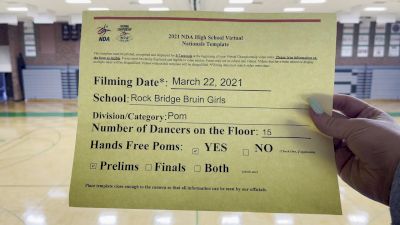 NDA
2021 NDA High School Virtual
Nationals Template
NDA
Filming Date*: March 22, 2021
School: Rock Bridge Bruin Girls
Division/Category: Pom
Number of Dancers on the Floor: 15
Hands Free Poms: ✓ YES NO
✓ Prelims Finals Both
Place template close enough to the camera so that all information can be seen by our officials.